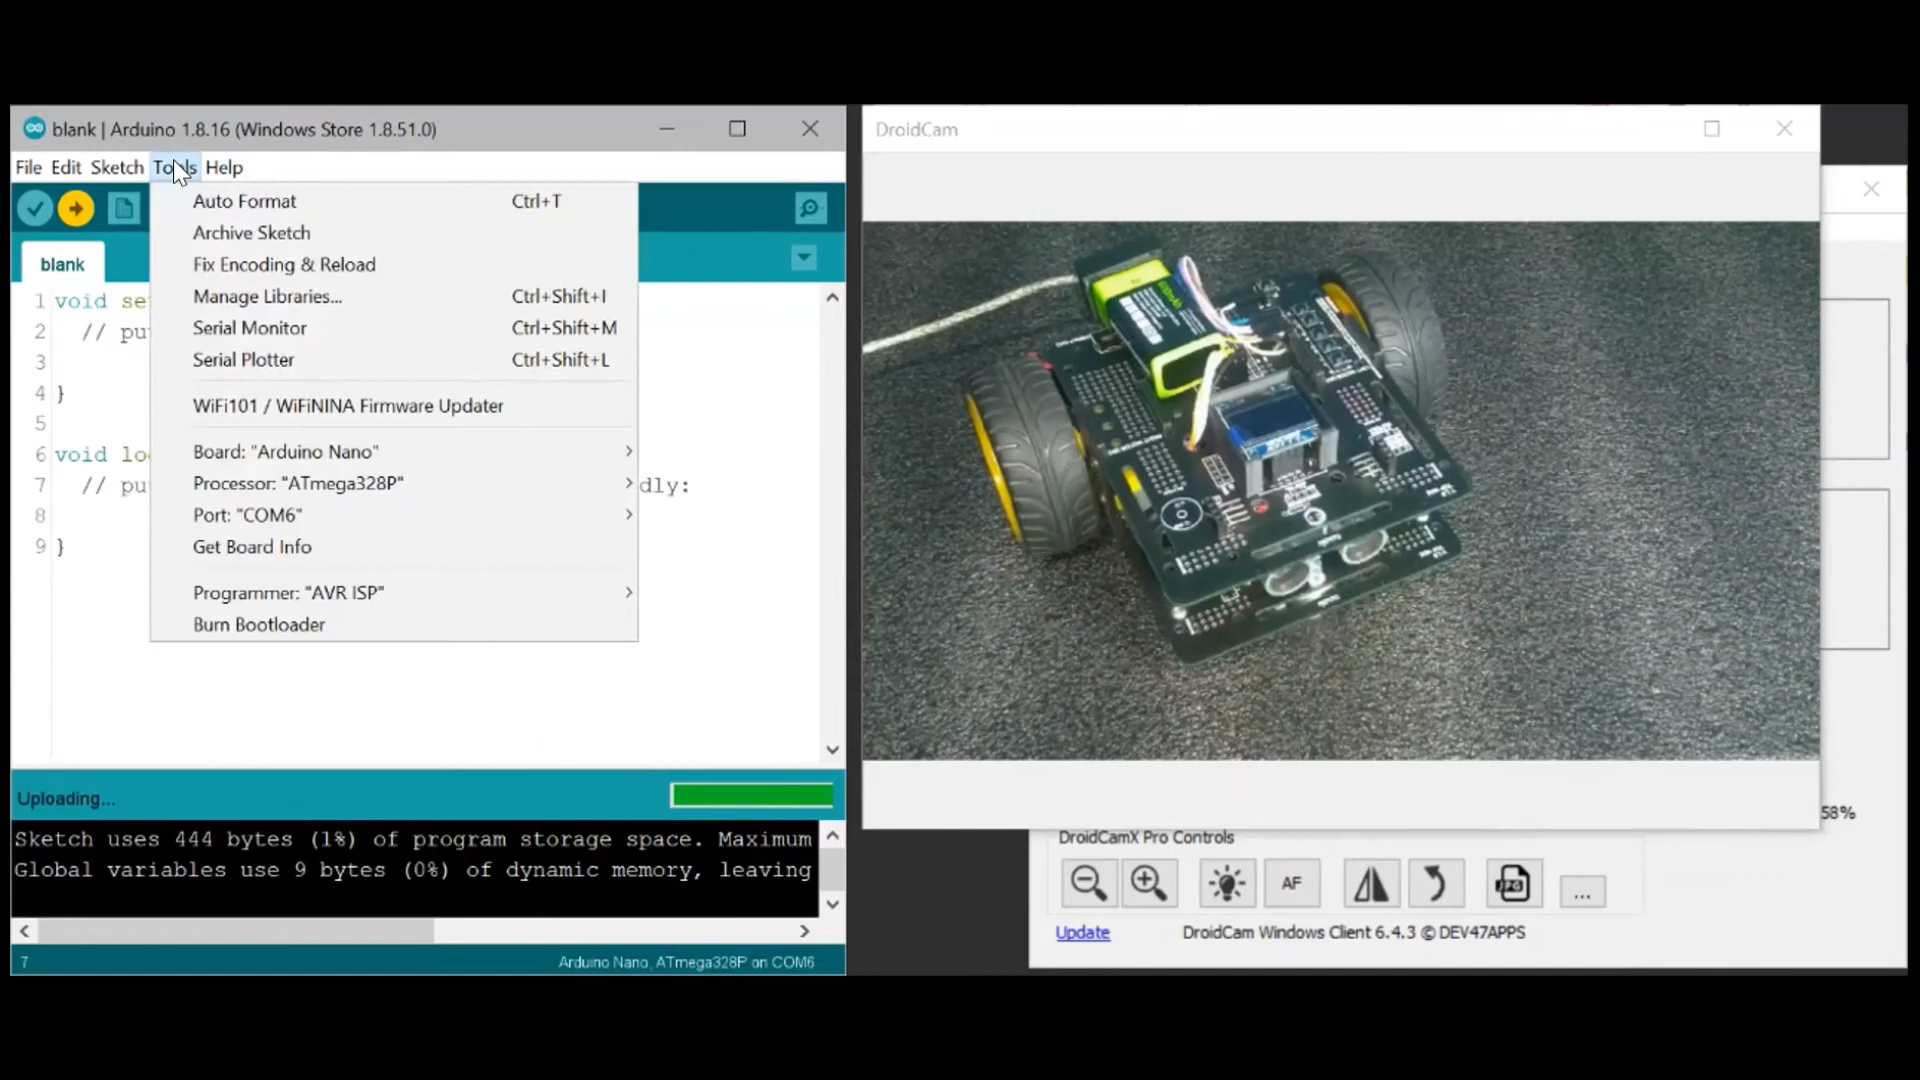 blank | Arduino 1.8.16 (Windows Store 1.8.51.0)
File Edit Sketch Tools Help
Auto Format Ctrl+T
Archive Sketch
Fix Encoding & Reload
Manage Libraries... Ctrl+Shift+I
Serial Monitor Ctrl+Shift+M
Serial Plotter Ctrl+Shift+L
WiFi101 / WiFiNINA Firmware Updater
Board: "Arduino Nano"
Processor: "ATmega328P"
Port: "COM6"
Get Board Info
Programmer: "AVR ISP"
Burn Bootloader
blank
1 void se
2 // pu
3
4 }
5
6 void lo
7 // pu dly:
8
9 }
Uploading...
Sketch uses 444 bytes (1%) of program storage space. Maximum
Global variables use 9 bytes (0%) of dynamic memory, leaving
7 Arduino Nano, ATmega328P on COM6
DroidCam
58%
DroidCamX Pro Controls
AF
JPG
...
Update DroidCam Windows Client 6.4.3 © DEV47APPS